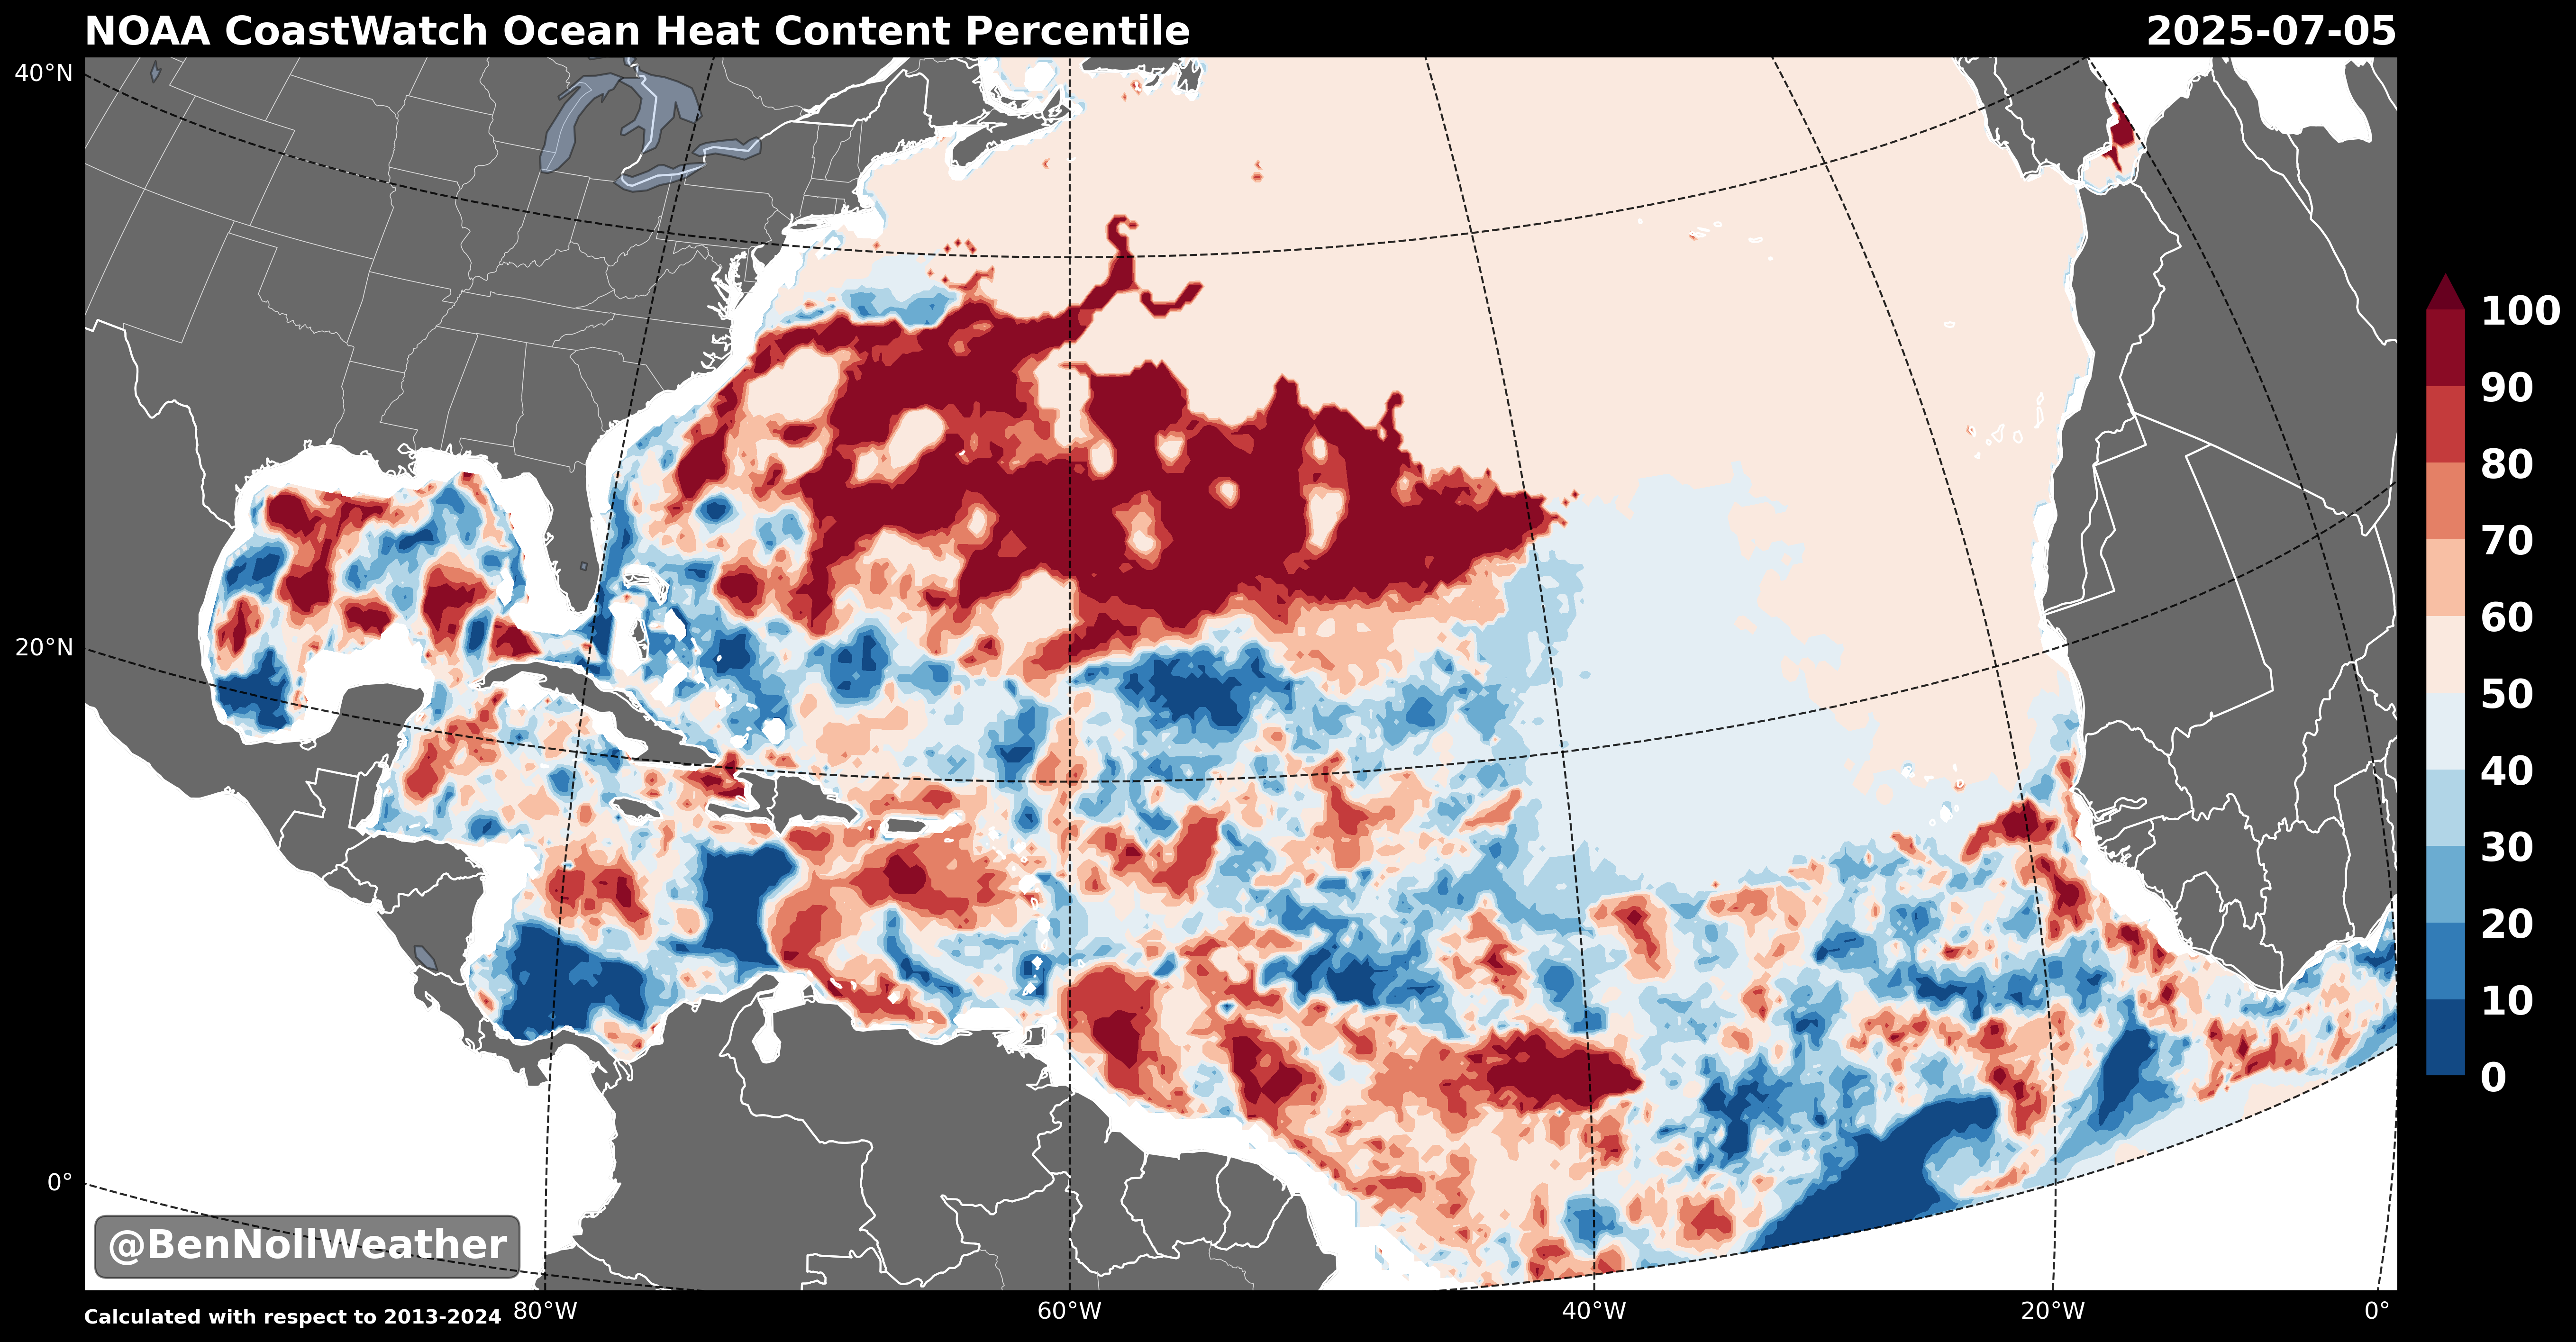 NOAA CoastWatch Ocean Heat Content Percentile
2025-07-05
40°N
20°N
0°
100
90
80
70
60
50
40
30
20
10
0
@BenNollWeather
Calculated with respect to 2013-2024
80°W
60°W
40°W
20°W
0°